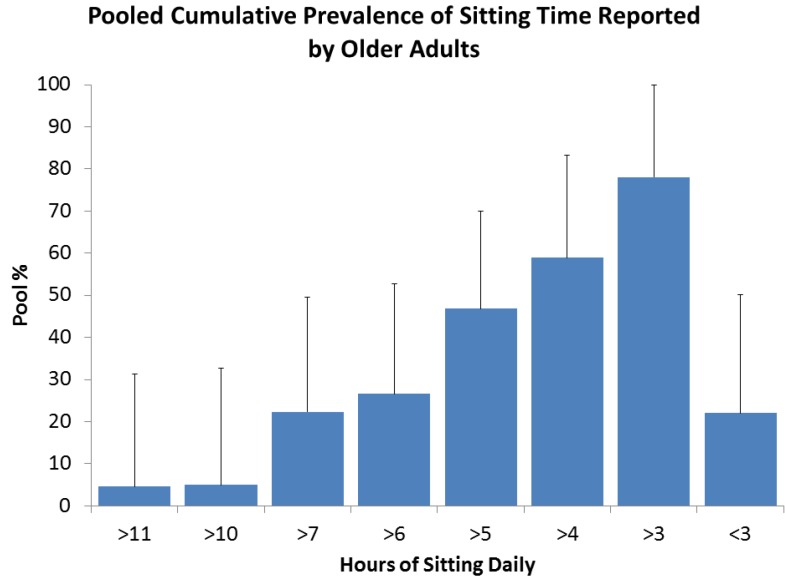 Pooled Cumulative Prevalence of Sitting Time Reported
by Older Adults
100
90
80
70
60
50
40
30
20
10
0
Pool %
>11 >10 >7 >6 >5 >4 >3 <3
Hours of Sitting Daily